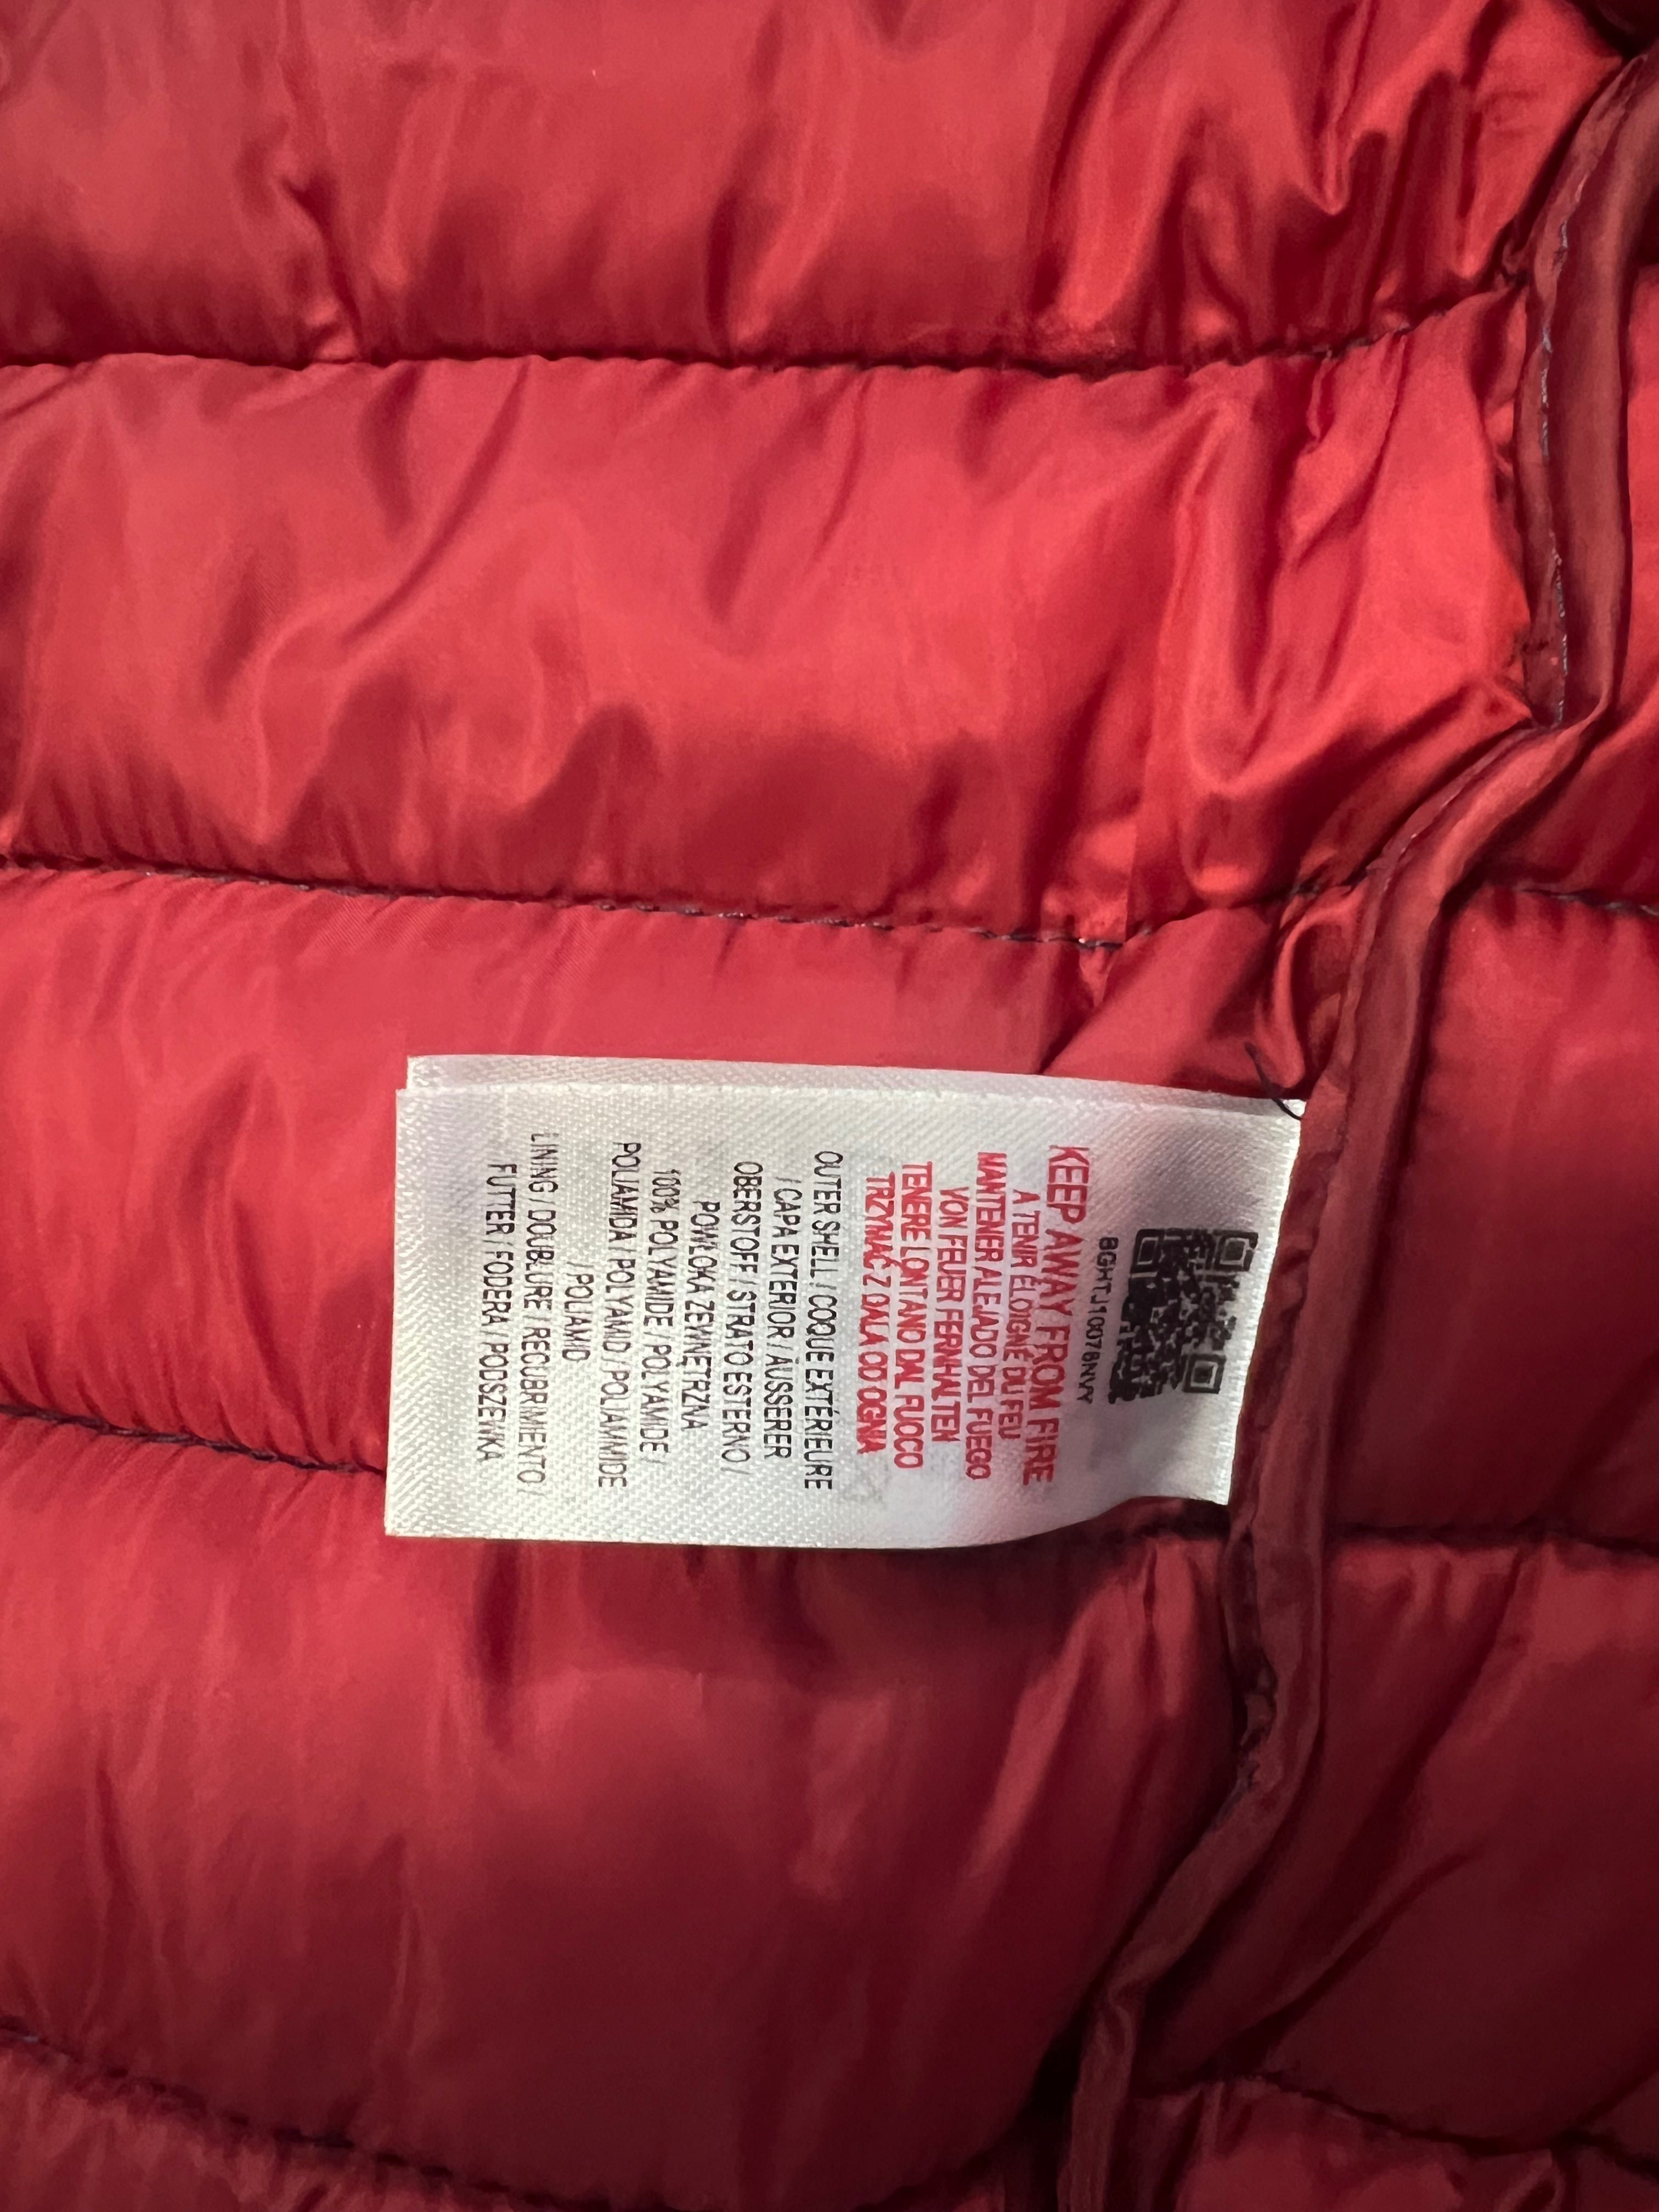 BGHTJ10078NVY
KEEP AWAY FROM FIRE
A TENIR ÉLOIGNÉ DU FEU
MANTENER ALEJADO DEL FUEGO
VON FEUER FERNHALTEN
TENERE LONTANO DAL FUOCO
TRZYMAĆ Z DALA OD OGNIA
OUTER SHELL / COQUE EXTÉRIEURE
/ CAPA EXTERIOR / ÄUSSERER
OBERSTOFF / STRATO ESTERNO /
POWŁOKA ZEWNĘTRZNA
100% POLYAMIDE / POLYAMIDE /
POLIAMIDA / POLYAMID / POLIAMMIDE
/ POLIAMID
LINING / DOUBLURE / RECUBRIMIENTO /
FUTTER / FODERA / PODSZEWKA